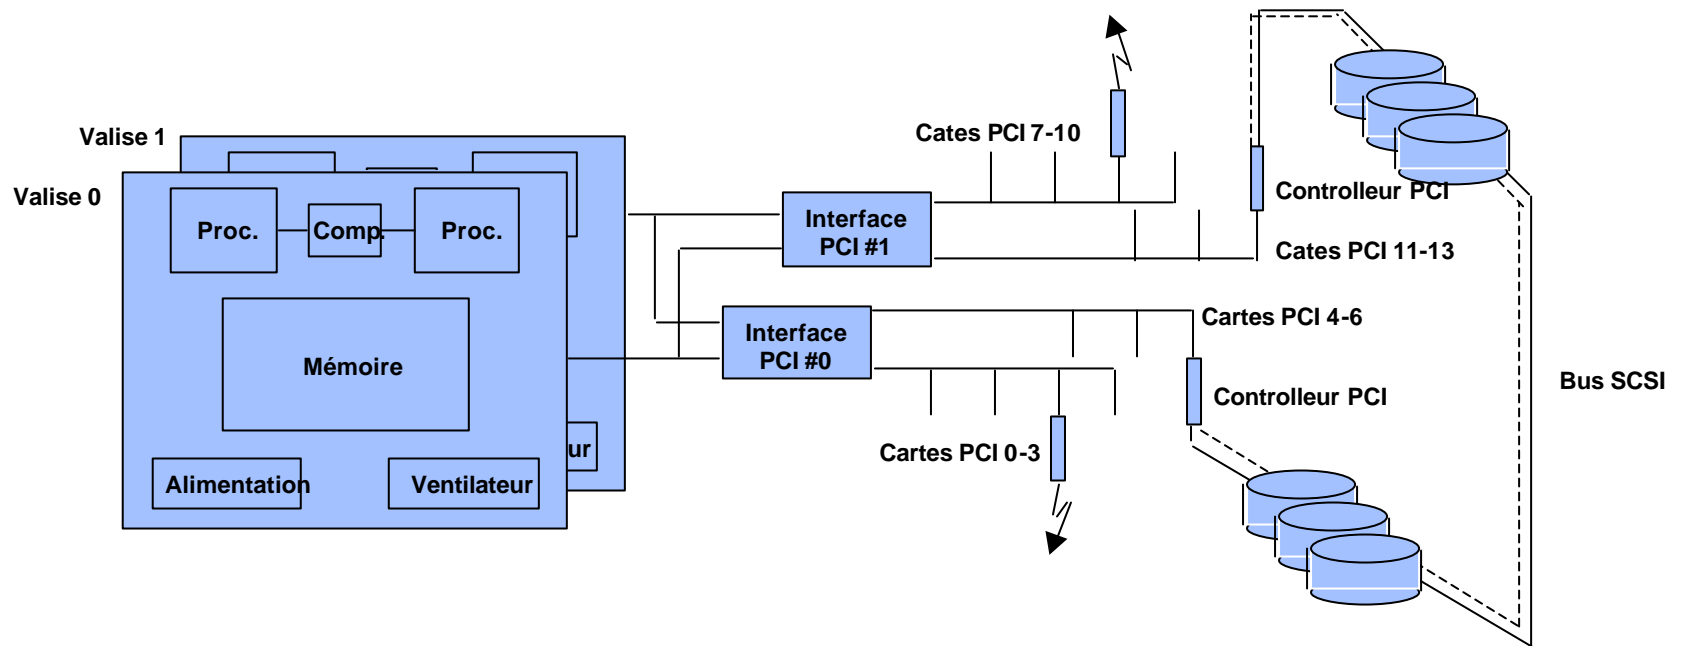 Valise 1
Valise 0
Proc.
Comp.
Proc.
Mémoire
Alimentation
Ventilateur
ur
Interface
PCI #1
Interface
PCI #0
Cates PCI 7-10
Controlleur PCI
Cates PCI 11-13
Cartes PCI 4-6
Controlleur PCI
Cartes PCI 0-3
Bus SCSI